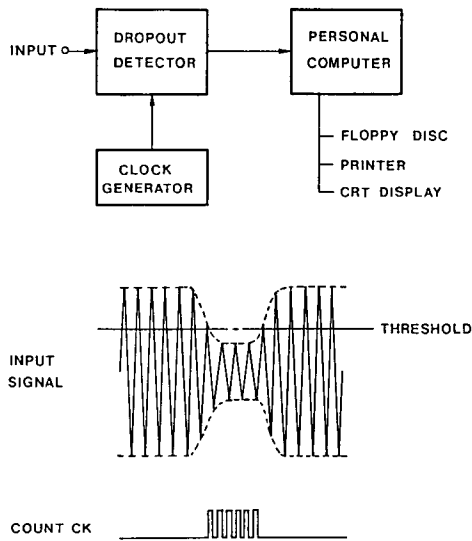 INPUT
DROPOUT
DETECTOR
PERSONAL
COMPUTER
CLOCK
GENERATOR
FLOPPY DISC
PRINTER
CRT DISPLAY
THRESHOLD
INPUT
SIGNAL
COUNT CK